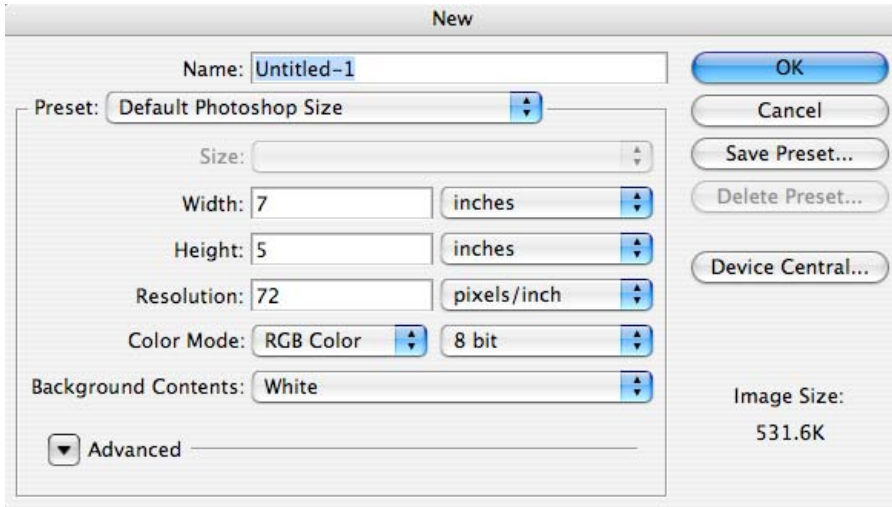 New
Name: Untitled-1
OK
Preset: Default Photoshop Size
Cancel
Size:
Save Preset...
Width: 7 inches
Delete Preset...
Height: 5 inches
Device Central...
Resolution: 72 pixels/inch
Color Mode: RGB Color 8 bit
Background Contents: White
Image Size:
531.6K
Advanced